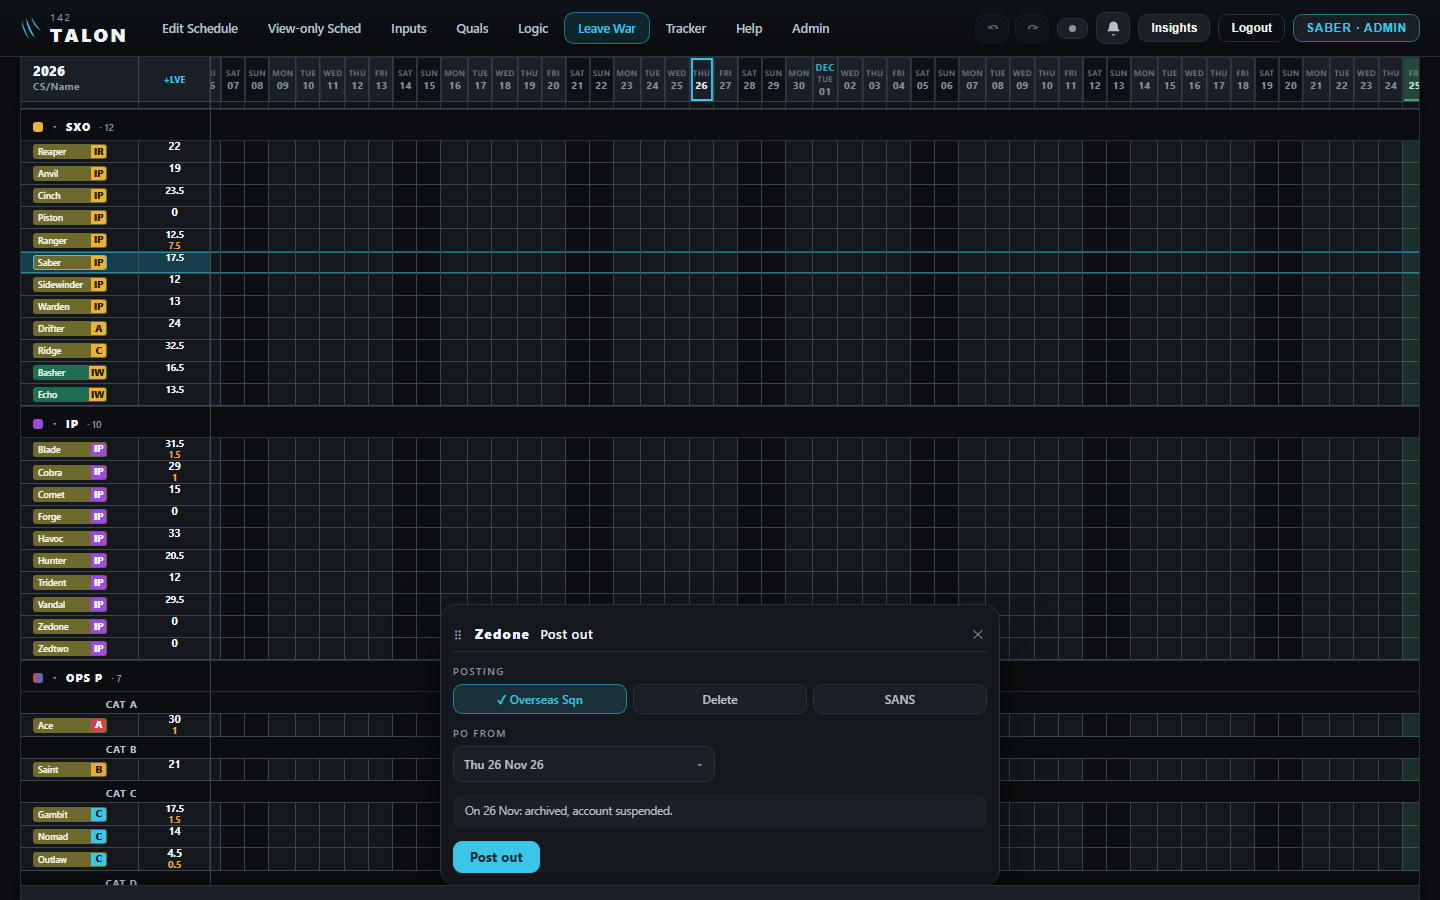 142
TALON
Edit Schedule
View-only Sched
Inputs
Quals
Logic
Leave War
Tracker
Help
Admin
Insights
Logout
SABER · ADMIN
2026
CS/Name
+LVE
SAT 07 SUN 08 MON 09 TUE 10 WED 11 THU 12 FRI 13 SAT 14 SUN 15 MON 16 TUE 17 WED 18 THU 19 FRI 20 SAT 21 SUN 22 MON 23 TUE 24 WED 25 THU 26 FRI 27 SAT 28 SUN 29 MON 30 DEC TUE 01 WED 02 THU 03 FRI 04 SAT 05 SUN 06 MON 07 TUE 08 WED 09 THU 10 FRI 11 SAT 12 SUN 13 MON 14 TUE 15 WED 16 THU 17 FRI 18 SAT 19 SUN 20 MON 21 TUE 22 WED 23 THU 24 FR 25
SXO · 12
Reaper IR 22
Anvil IP 19
Cinch IP 23.5
Piston IP 0
Ranger IP 12.5
7.5
Saber IP 17.5
Sidewinder IP 12
Warden IP 13
Drifter A 24
Ridge C 32.5
Basher IW 16.5
Echo IW 13.5
IP · 10
Blade IP 31.5
1.5
Cobra IP 29
1
Comet IP 15
Forge IP 0
Havoc IP 33
Hunter IP 20.5
Trident IP 12
Vandal IP 29.5
Zedone IP 0
Zedtwo IP 0
OPS P · 7
CAT A
Ace A 30
1
CAT B
Saint B 21
CAT C
Gambit C 17.5
1.5
Nomad C 14
Outlaw C 4.5
0.5
CAT D
Zedone Post out
POSTING
✓ Overseas Sqn
Delete
SANS
PO FROM
Thu 26 Nov 26
On 26 Nov: archived, account suspended.
Post out